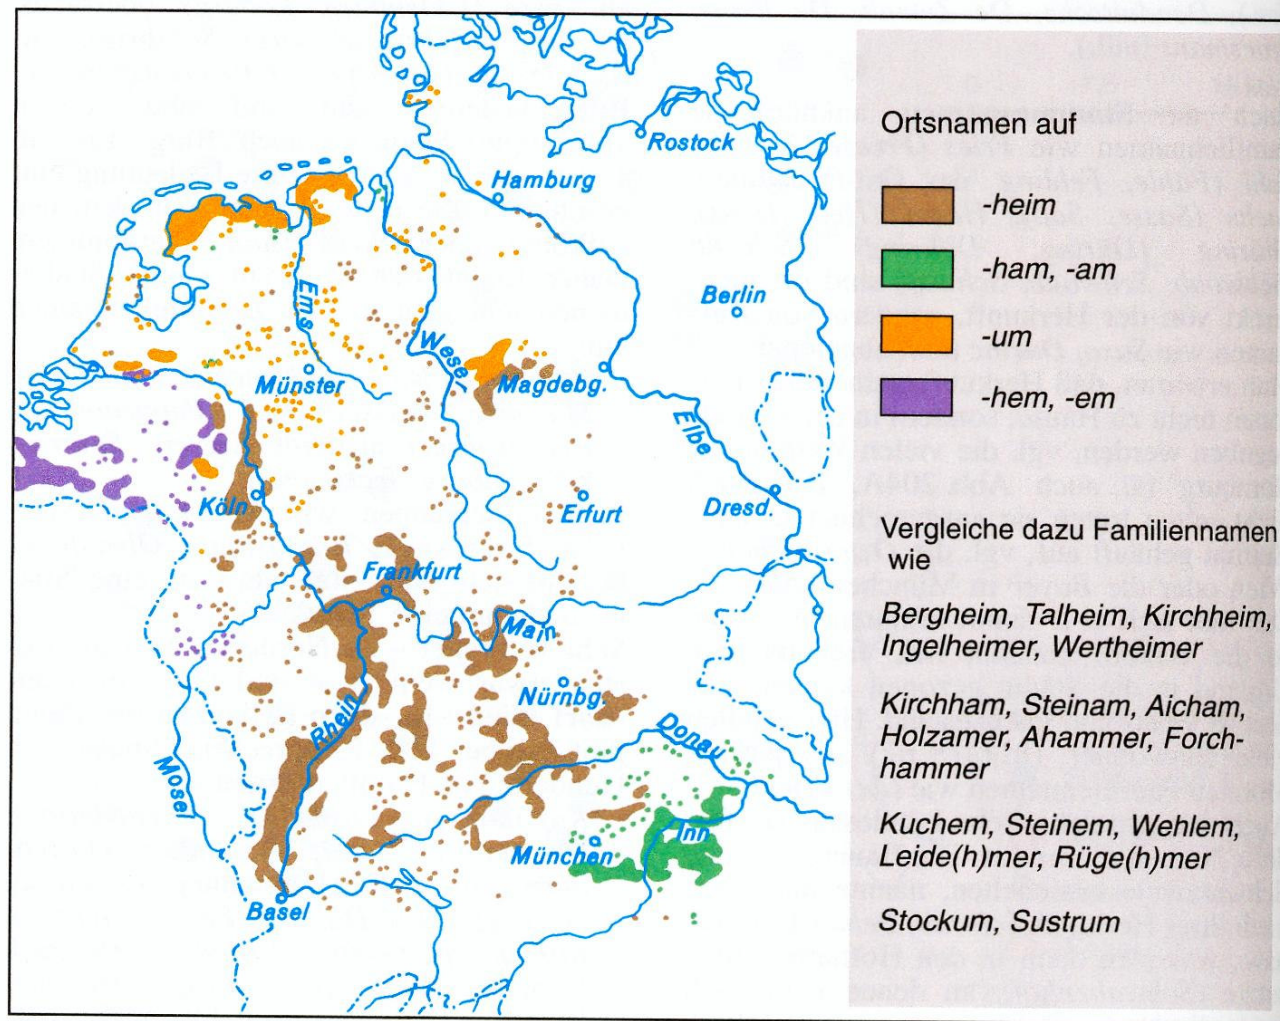 Rostock
Hamburg
Berlin
Ems
Weser
Münster
Magdebg.
Elbe
Köln
Erfurt
Dresd.
Frankfurt
Main
Nürnbg.
Rhein
Donau
Mosel
Inn
München
Basel
Ortsnamen auf
-heim
-ham, -am
-um
-hem, -em
Vergleiche dazu Familiennamen
wie
Bergheim, Talheim, Kirchheim,
Ingelheimer, Wertheimer
Kirchham, Steinam, Aicham,
Holzamer, Ahammer, Forch-
hammer
Kuchem, Steinem, Wehlem,
Leide(h)mer, Rüge(h)mer
Stockum, Sustrum